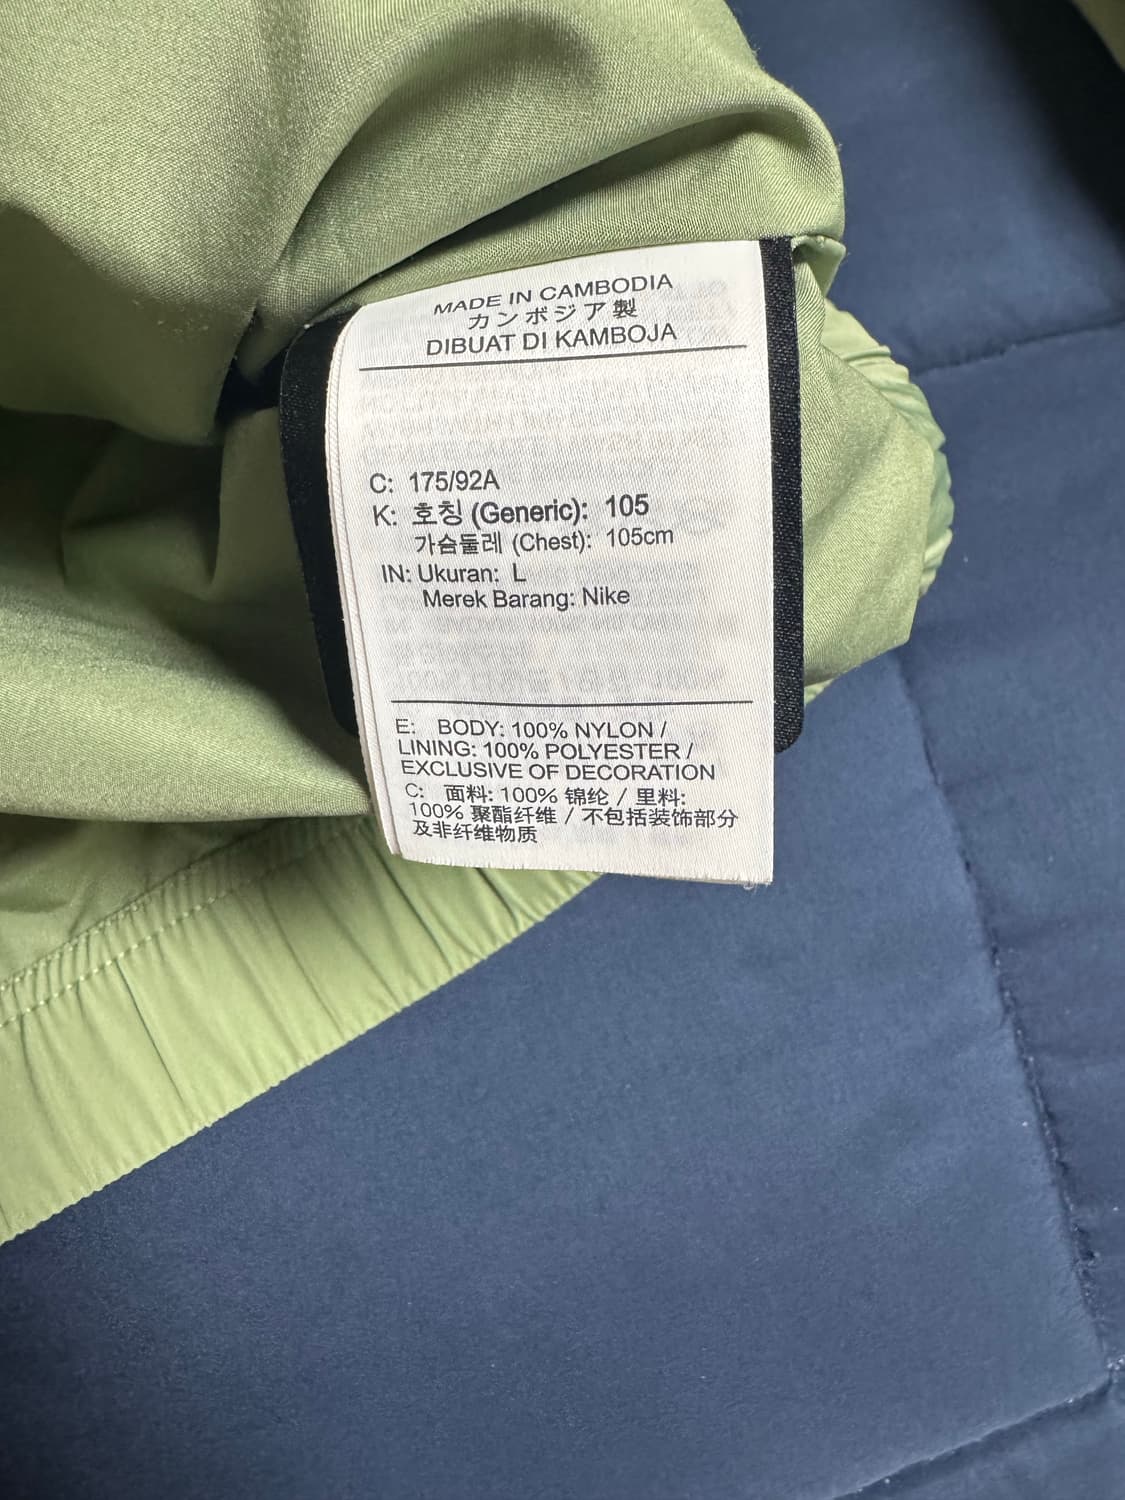 MADE IN CAMBODIA
カンボジア製
DIBUAT DI KAMBOJA
C: 175/92A
K: 호칭 (Generic): 105
가슴둘레 (Chest): 105cm
IN: Ukuran: L
Merek Barang: Nike
E: BODY: 100% NYLON /
LINING: 100% POLYESTER /
EXCLUSIVE OF DECORATION
C: 面料: 100% 锦纶 / 里料:
100% 聚酯纤维 / 不包括装饰部分
及非纤维物质